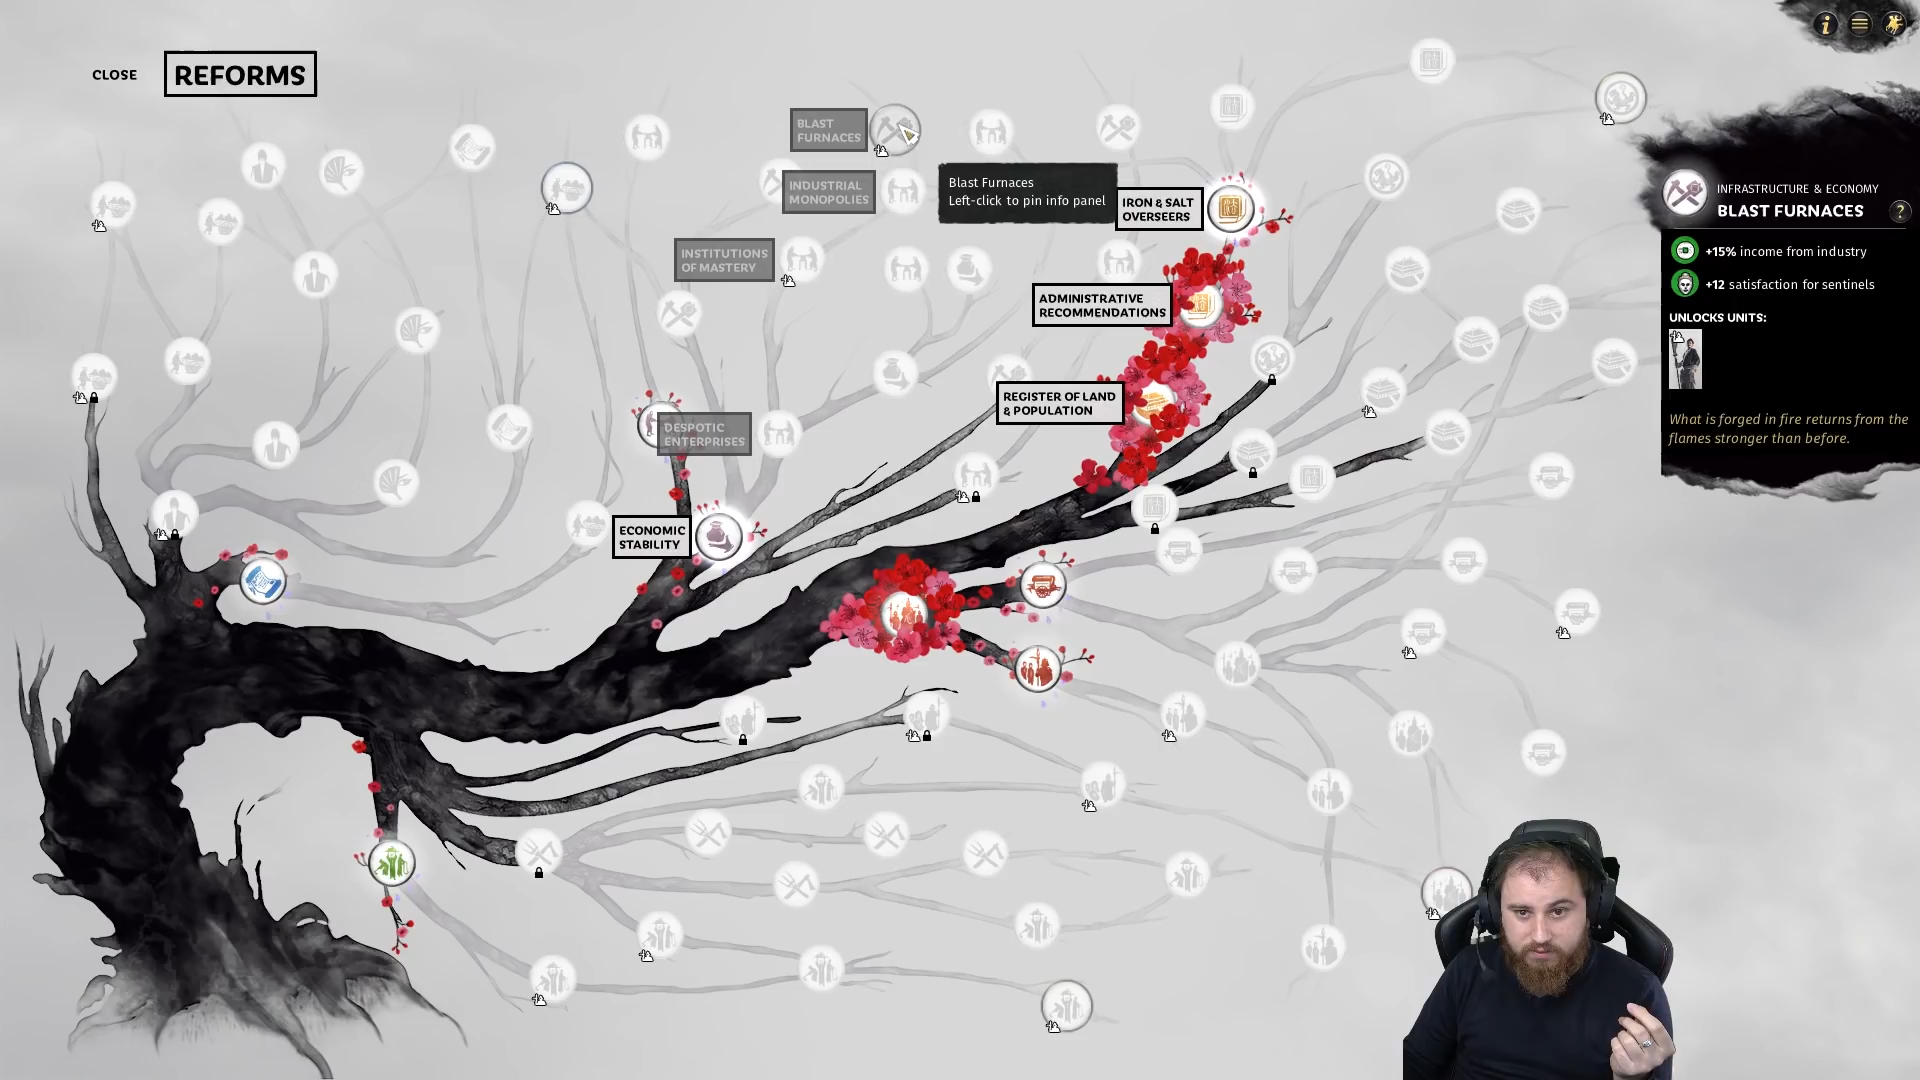 CLOSE
REFORMS
BLAST
FURNACES
INDUSTRIAL
MONOPOLIES
Blast Furnaces
Left-click to pin info panel
IRON & SALT
OVERSEERS
INSTITUTIONS
OF MASTERY
ADMINISTRATIVE
RECOMMENDATIONS
REGISTER OF LAND
& POPULATION
DESPOTIC
ENTERPRISES
ECONOMIC
STABILITY
INFRASTRUCTURE & ECONOMY
BLAST FURNACES
?
+15% income from industry
+12 satisfaction for sentinels
UNLOCKS UNITS:
What is forged in fire returns from the
flames stronger than before.